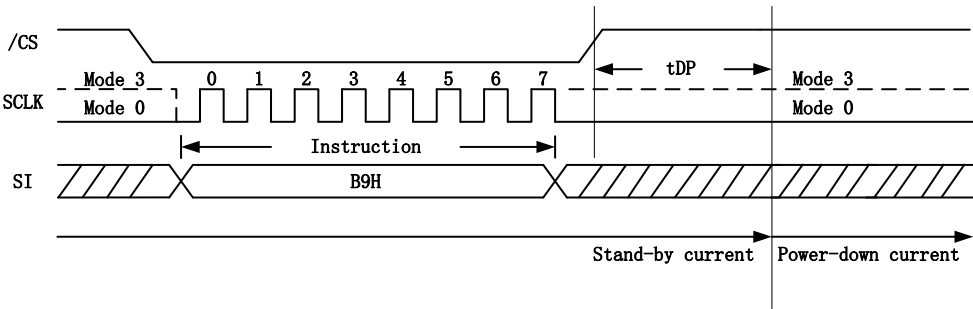 /CS
tDP
Mode 3 0 1 2 3 4 5 6 7 Mode 3
SCLK
Mode 0 Mode 0
Instruction
SI B9H
Stand-by current Power-down current